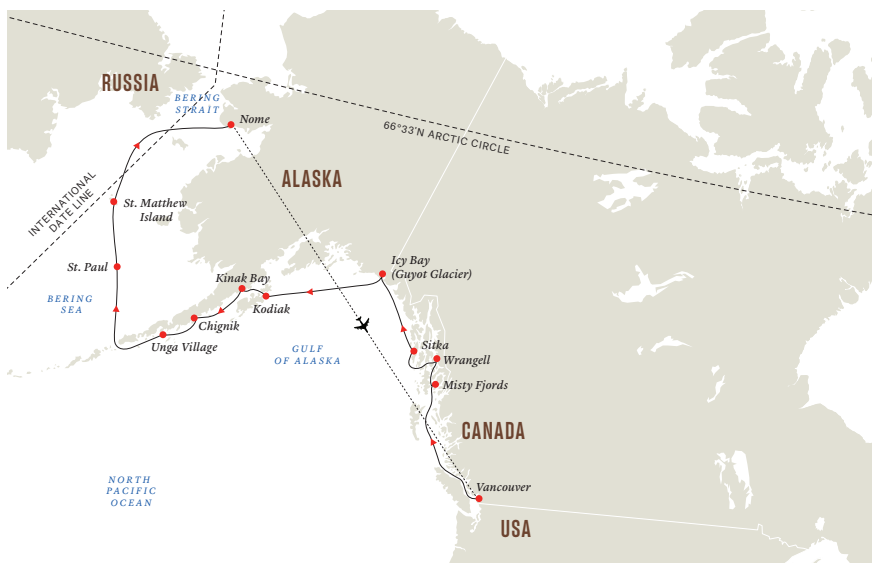 RUSSIA
BERING
STRAIT
Nome
66°33'N ARCTIC CIRCLE
ALASKA
INTERNATIONAL
DATE LINE
St. Matthew
Island
St. Paul
Icy Bay
(Guyot Glacier)
Kinak Bay
BERING
SEA
Kodiak
Chignik
Unga Village
GULF
OF ALASKA
Sitka
Wrangell
Misty Fjords
CANADA
NORTH
PACIFIC
OCEAN
Vancouver
USA